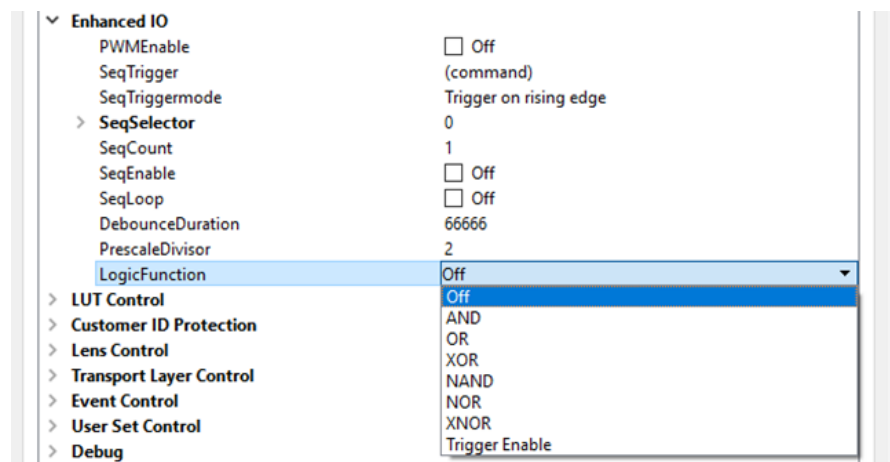 Enhanced IO
PWMEnable Off
SeqTrigger (command)
SeqTriggermode Trigger on rising edge
SeqSelector 0
SeqCount 1
SeqEnable Off
SeqLoop Off
DebounceDuration 66666
PrescaleDivisor 2
LogicFunction Off
LUT Control Off
Customer ID Protection AND
OR
Lens Control XOR
Transport Layer Control NAND
Event Control NOR
User Set Control XNOR
Debug Trigger Enable